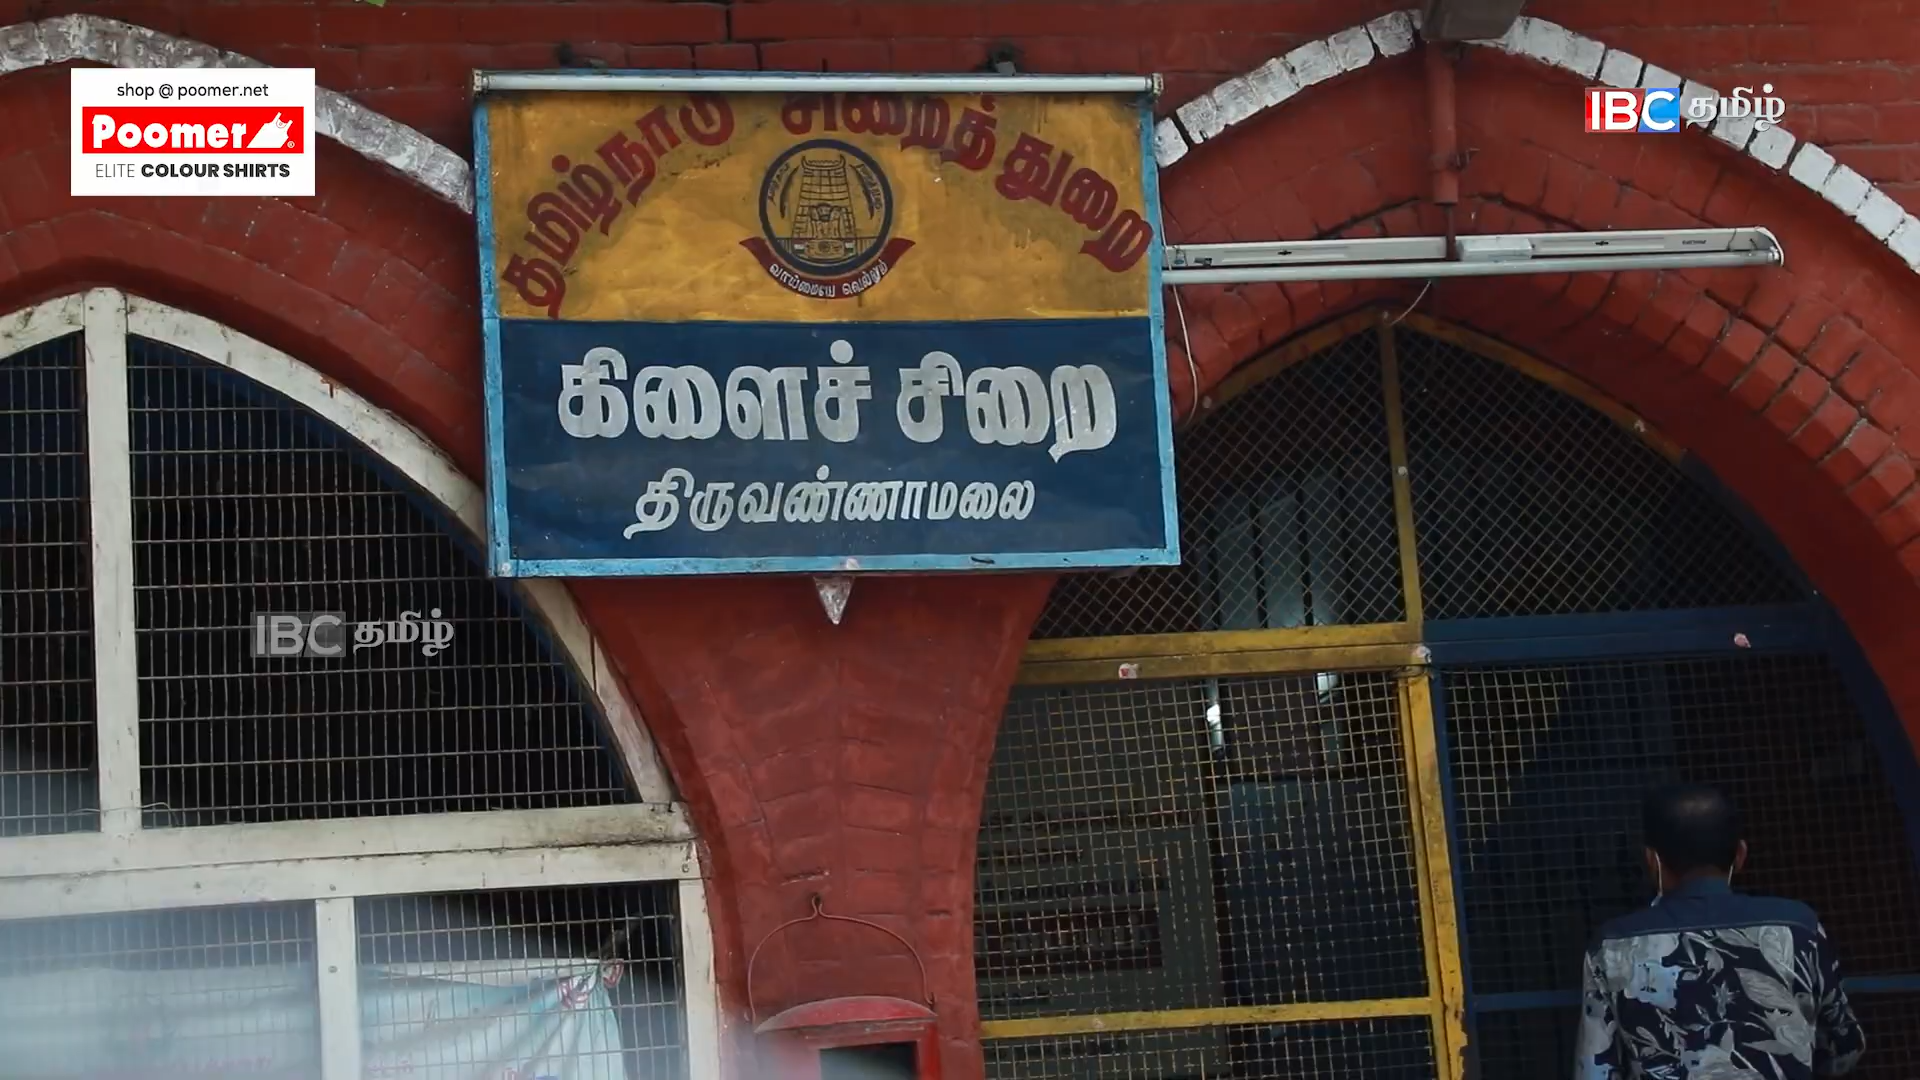 shop @ poomer.net
Poomer
ELITE COLOUR SHIRTS
IBC தமிழ்
தமிழ்நாடு சிறைத்துறை
வாய்மையே வெல்லும்
கிளைச் சிறை
திருவண்ணாமலை
IBC தமிழ்